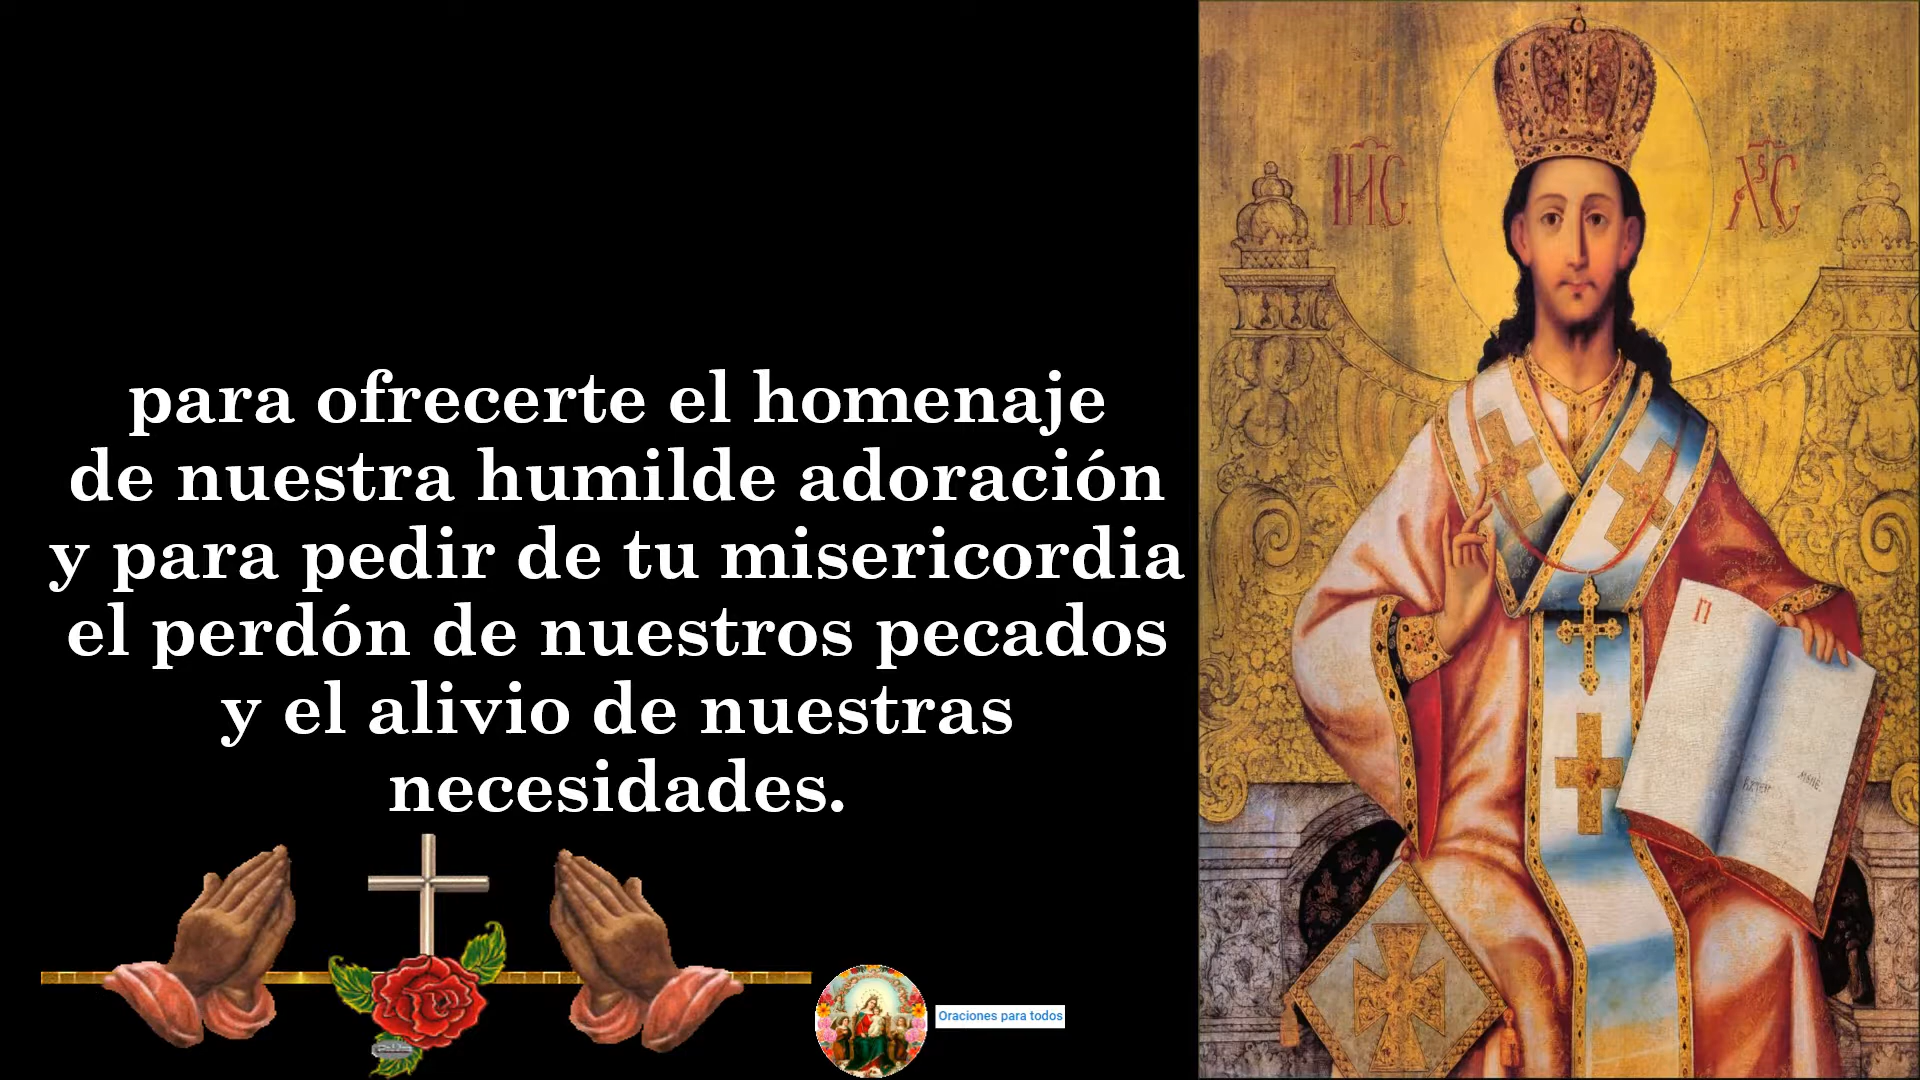 para ofrecerte el homenaje
de nuestra humilde adoración
y para pedir de tu misericordia
el perdón de nuestros pecados
y el alivio de nuestras
necesidades.
Oraciones para todos